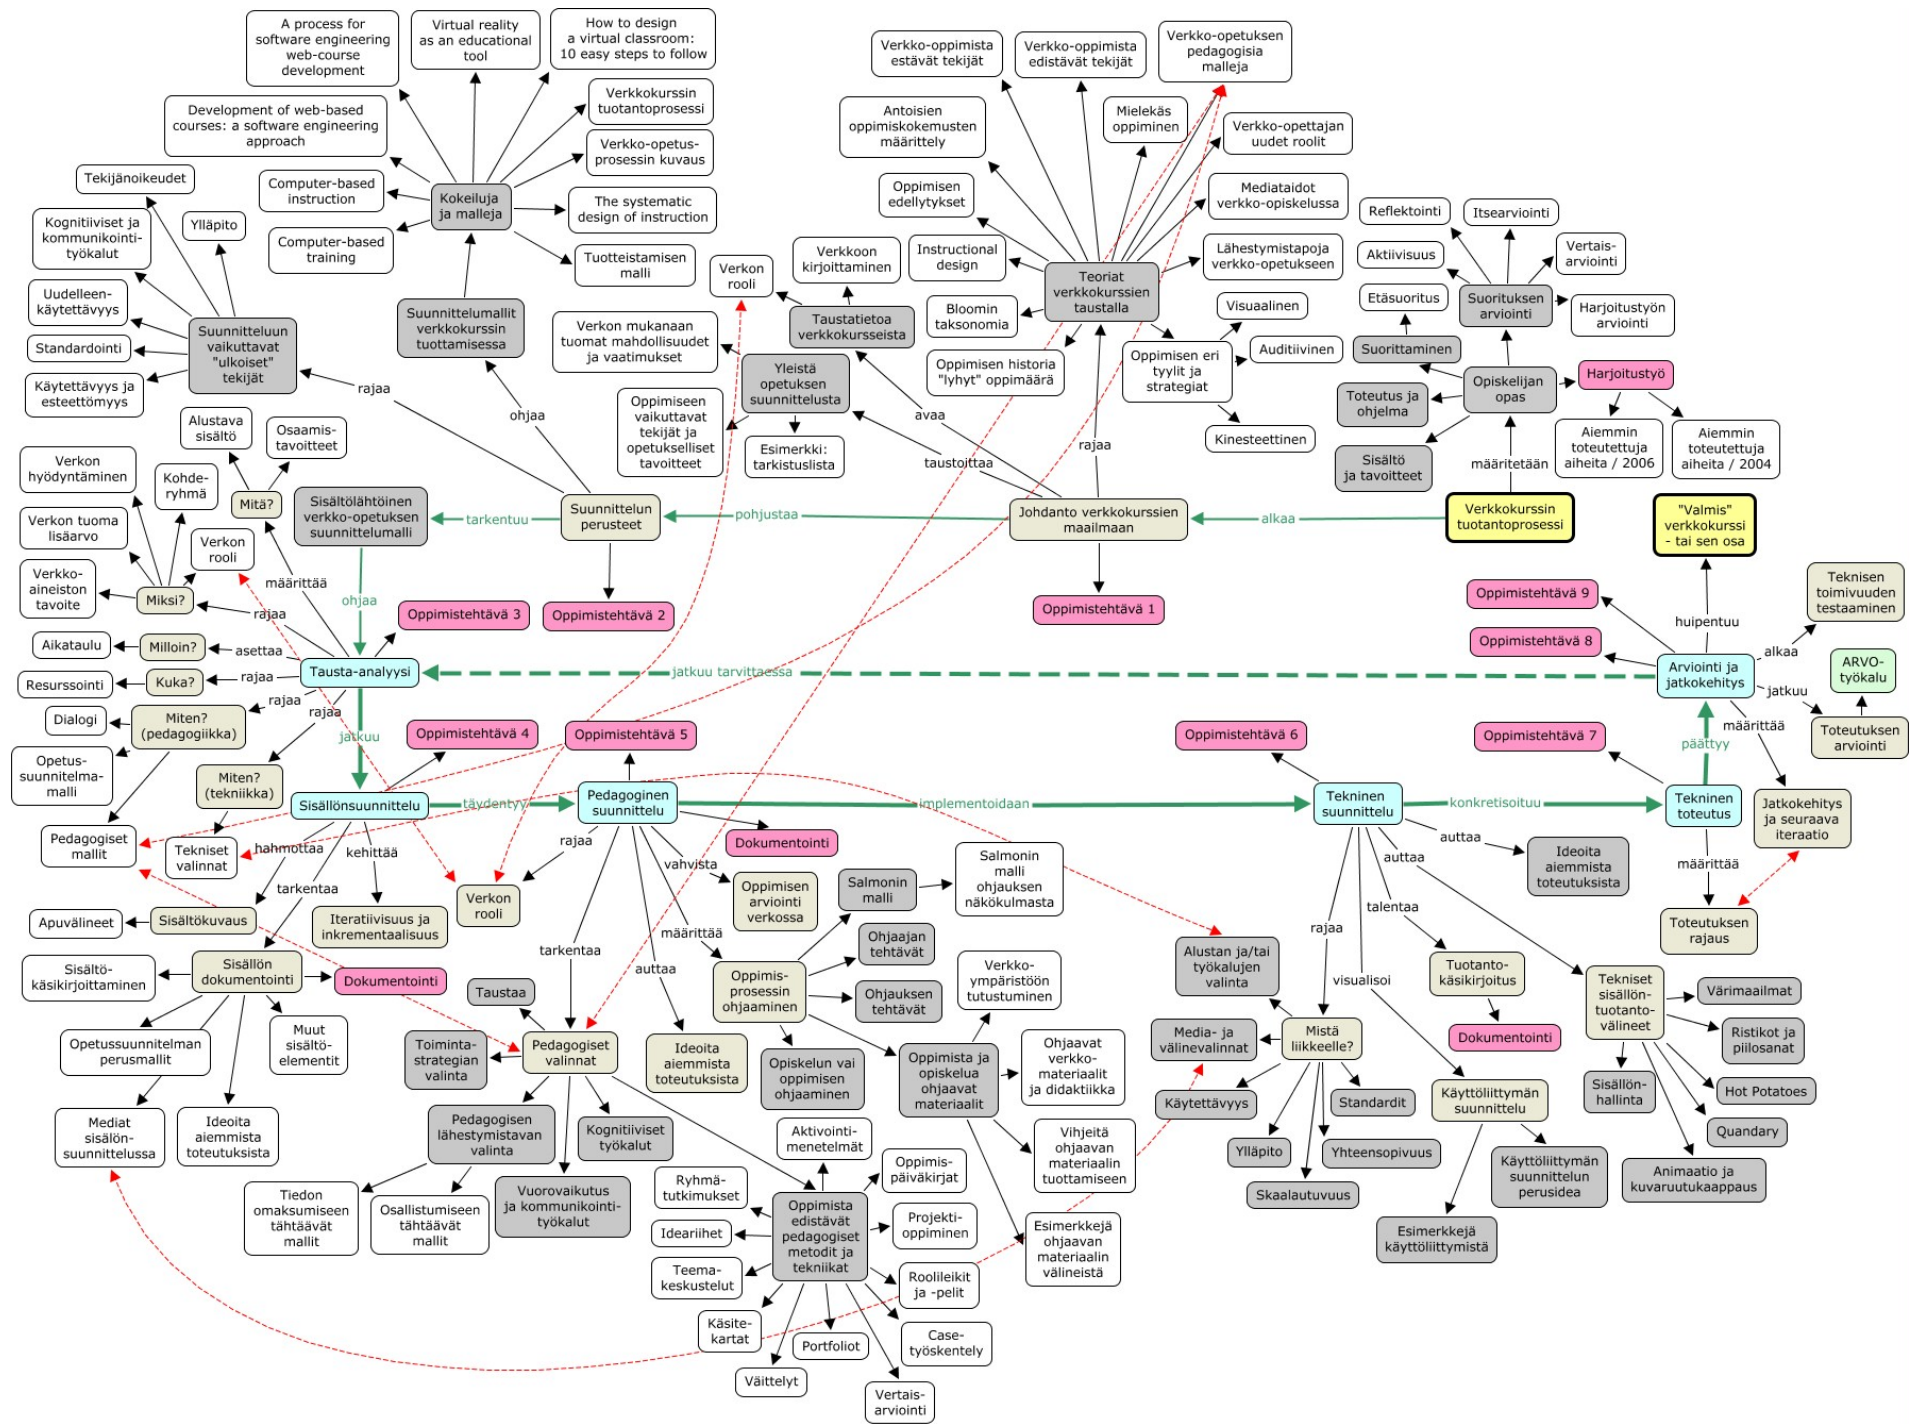 A process for
software engineering
web-course
development
Virtual reality
as an educational
tool
How to design
a virtual classroom:
10 easy steps to follow
Development of web-based
courses: a software engineering
approach
Verkkokurssin
tuotantoprosessi
Verkko-opetus-
prosessin kuvaus
Computer-based
instruction
Kokeiluja
ja malleja
The systematic
design of instruction
Computer-based
training
Tuotteistamisen
malli
Tekijänoikeudet
Kognitiiviset ja
kommunikointi-
työkalut
Ylläpito
Uudelleen-
käytettävyys
Standardointi
Käytettävyys ja
esteettömyys
Suunnitteluun
vaikuttavat
"ulkoiset"
tekijät
Suunnittelumallit
verkkokurssin
tuottamisessa
rajaa
ohjaa
Verkko-oppimista
estävät tekijät
Verkko-oppimista
edistävät tekijät
Verkko-opetuksen
pedagogisia
malleja
Antoisien
oppimiskokemusten
määrittely
Mielekäs
oppiminen
Verkko-opettajan
uudet roolit
Oppimisen
edellytykset
Mediataidot
verkko-opiskelussa
Instructional
design
Teoriat
verkkokurssien
taustalla
Lähestymistapoja
verkko-opetukseen
Bloomin
taksonomia
Oppimisen historia
"lyhyt" oppimäärä
Oppimisen eri
tyylit ja
strategiat
Visuaalinen
Auditiivinen
Kinesteettinen
Verkon
rooli
Verkkoon
kirjoittaminen
Taustatietoa
verkkokursseista
Verkon mukanaan
tuomat mahdollisuudet
ja vaatimukset
Yleistä
opetuksen
suunnittelusta
Oppimiseen
vaikuttavat
tekijät ja
opetukselliset
tavoitteet
Esimerkki:
tarkistuslista
avaa
taustoittaa
rajaa
Reflektointi
Itsearviointi
Aktiivisuus
Vertais-
arviointi
Etäsuoritus
Suorituksen
arviointi
Harjoitustyön
arviointi
Suorittaminen
Opiskelijan
opas
Harjoitustyö
Toteutus ja
ohjelma
Sisältö
ja tavoitteet
Aiemmin
toteutettuja
aiheita / 2006
Aiemmin
toteutettuja
aiheita / 2004
määritetään
Verkkokurssin
tuotantoprosessi
alkaa
Johdanto verkkokurssien
maailmaan
pohjustaa
Suunnittelun
perusteet
tarkentuu
Sisältölähtöinen
verkko-opetuksen
suunnittelumalli
"Valmis"
verkkokurssi
- tai sen osa
Alustava
sisältö
Osaamis-
tavoitteet
Verkon
hyödyntäminen
Kohde-
ryhmä
Mitä?
Verkon tuoma
lisäarvo
Verkon
rooli
Verkko-
aineiston
tavoite
Miksi?
määrittää
rajaa
ohjaa
Oppimistehtävä 3
Oppimistehtävä 2
Oppimistehtävä 1
Aikataulu
Milloin?
asettaa
Resurssointi
Kuka?
rajaa
Tausta-analyysi
Dialogi
Miten?
(pedagogiikka)
rajaa
rajaa
Opetus-
suunnitelma-
malli
Miten?
(tekniikka)
jatkuu
jatkuu tarvittaessa
Pedagogiset
mallit
Tekniset
valinnat
Oppimistehtävä 9
Oppimistehtävä 8
huipentuu
Teknisen
toimivuuden
testaaminen
alkaa
ARVO-
työkalu
Arviointi ja
jatkokehitys
jatkuu
Toteutuksen
arviointi
määrittää
päättyy
Oppimistehtävä 4
Oppimistehtävä 5
Oppimistehtävä 6
Oppimistehtävä 7
Sisällönsuunnittelu
täydentyy
Pedagoginen
suunnittelu
implementoidaan
Tekninen
suunnittelu
konkretisoituu
Tekninen
toteutus
Jatkokehitys
ja seuraava
iteraatio
määrittää
Toteutuksen
rajaus
hahmottaa
kehittää
tarkentaa
Apuvälineet
Sisältökuvaus
Iteratiivisuus ja
inkrementaalisuus
Verkon
rooli
Sisältö-
käsikirjoittaminen
Sisällön
dokumentointi
Dokumentointi
Opetussuunnitelman
perusmallit
Muut
sisältö-
elementit
Mediat
sisälön-
suunnittelussa
Ideoita
aiemmista
toteutuksista
rajaa
vahvista
Dokumentointi
Oppimisen
arviointi
verkossa
tarkentaa
määrittää
auttaa
Salmonin
malli
Salmonin
malli
ohjauksen
näkökulmasta
Ohjaajan
tehtävät
Oppimis-
prosessin
ohjaaminen
Ohjauksen
tehtävät
Verkko-
ympäristöön
tutustuminen
Opiskelun vai
oppimisen
ohjaaminen
Oppimista ja
opiskelua
ohjaavat
materiaalit
Ohjaavat
verkko-
materiaalit
ja didaktiikka
Vihjeitä
ohjaavan
materiaalin
tuottamiseen
Esimerkkejä
ohjaavan
materiaalin
välineistä
Taustaa
Toiminta-
strategian
valinta
Pedagogiset
valinnat
Ideoita
aiemmista
toteutuksista
Pedagogisen
lähestymistavan
valinta
Kognitiiviset
työkalut
Tiedon
omaksumiseen
tähtäävät
mallit
Osallistumiseen
tähtäävät
mallit
Vuorovaikutus
ja kommunikointi-
työkalut
Aktivointi-
menetelmät
Ryhmä-
tutkimukset
Oppimis-
päiväkirjat
Ideariihet
Oppimista
edistävät
pedagogiset
metodit ja
tekniikat
Projekti-
oppiminen
Teema-
keskustelut
Roolileikit
ja -pelit
Käsite-
kartat
Portfoliot
Case-
työskentely
Väittelyt
Vertais-
arviointi
auttaa
auttaa
talentaa
rajaa
visualisoi
Ideoita
aiemmista
toteutuksista
Alustan ja/tai
työkalujen
valinta
Tuotanto-
käsikirjoitus
Dokumentointi
Tekniset
sisällön-
tuotanto-
välineet
Värimaailmat
Ristikot ja
piilosanat
Media- ja
välinevalinnat
Mistä
liikkeelle?
Käytettävyys
Standardit
Ylläpito
Yhteensopivuus
Skaalautuvuus
Käyttöliittymän
suunnittelu
Sisällön-
hallinta
Hot Potatoes
Quandary
Animaatio ja
kuvaruutukaappaus
Käyttöliittymän
suunnittelun
perusidea
Esimerkkejä
käyttöliittymistä